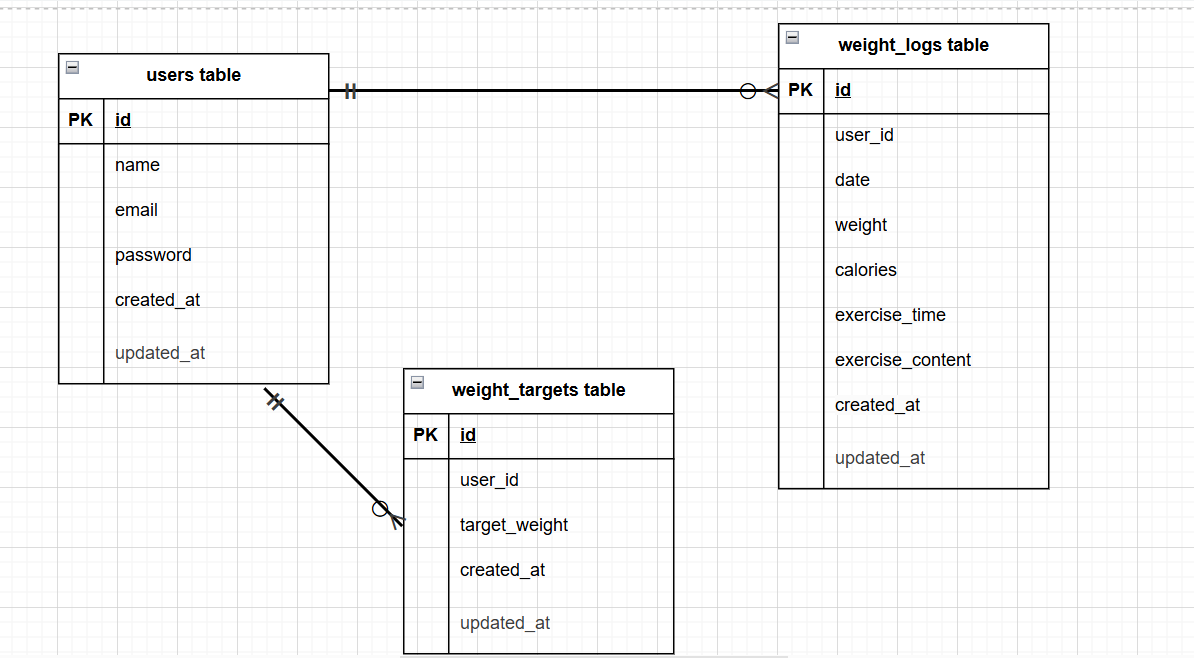 users table
PK id
name
email
password
created_at
updated_at
weight_targets table
PK id
user_id
target_weight
created_at
updated_at
weight_logs table
PK id
user_id
date
weight
calories
exercise_time
exercise_content
created_at
updated_at